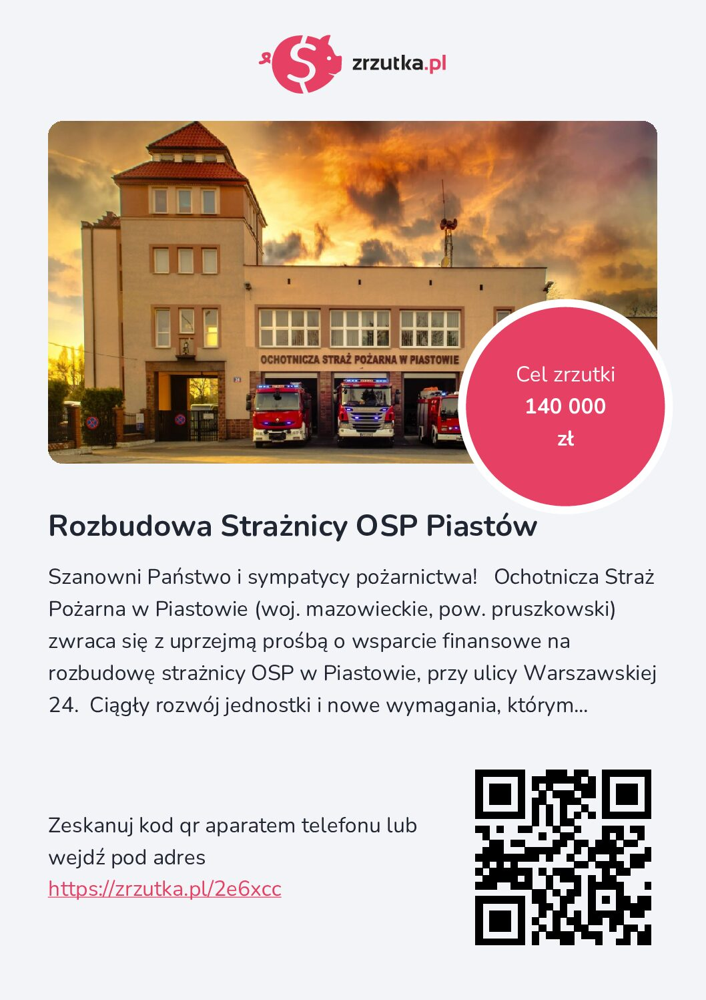 zrzutka.pl
OCHOTNICZA STRAŻ POŻARNA W PIASTOWIE
24
Cel zrzutki
140 000
zł
Rozbudowa Strażnicy OSP Piastów
Szanowni Państwo i sympatycy pożarnictwa! Ochotnicza Straż
Pożarna w Piastowie (woj. mazowieckie, pow. pruszkowski)
zwraca się z uprzejmą prośbą o wsparcie finansowe na
rozbudowę strażnicy OSP w Piastowie, przy ulicy Warszawskiej
24. Ciągły rozwój jednostki i nowe wymagania, którym...
Zeskanuj kod qr aparatem telefonu lub
wejdź pod adres
https://zrzutka.pl/2e6xcc